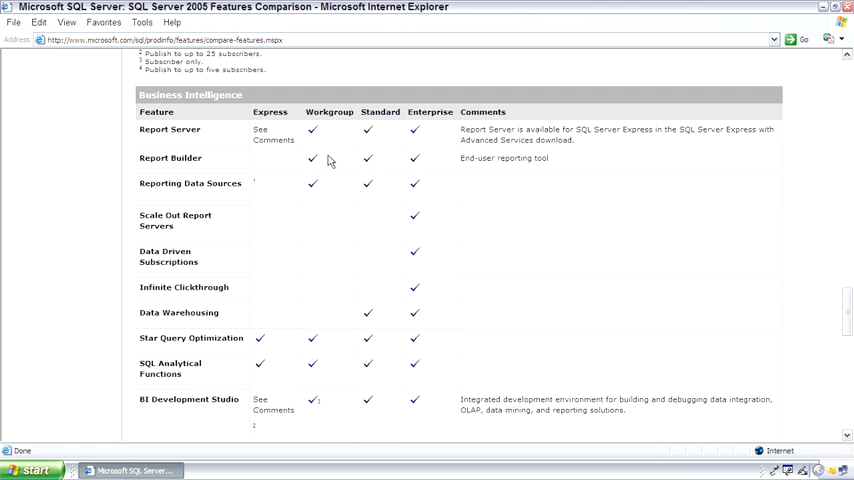 Microsoft SQL Server: SQL Server 2005 Features Comparison - Microsoft Internet Explorer
File Edit View Favorites Tools Help
Address http://www.microsoft.com/sql/prodinfo/features/compare-features.mspx Go
2 Publish to up to 25 subscribers.
3 Subscriber only.
4 Publish to up to five subscribers.
Business Intelligence
Feature Express Workgroup Standard Enterprise Comments
Report Server See Comments Report Server is available for SQL Server Express in the SQL Server Express with
Advanced Services download.
Report Builder End-user reporting tool
Reporting Data Sources
Scale Out Report
Servers
Data Driven
Subscriptions
Infinite Clickthrough
Data Warehousing
Star Query Optimization
SQL Analytical
Functions
BI Development Studio See Comments Integrated development environment for building and debugging data integration,
OLAP, data mining, and reporting solutions.
Done Internet
start Microsoft SQL Server...